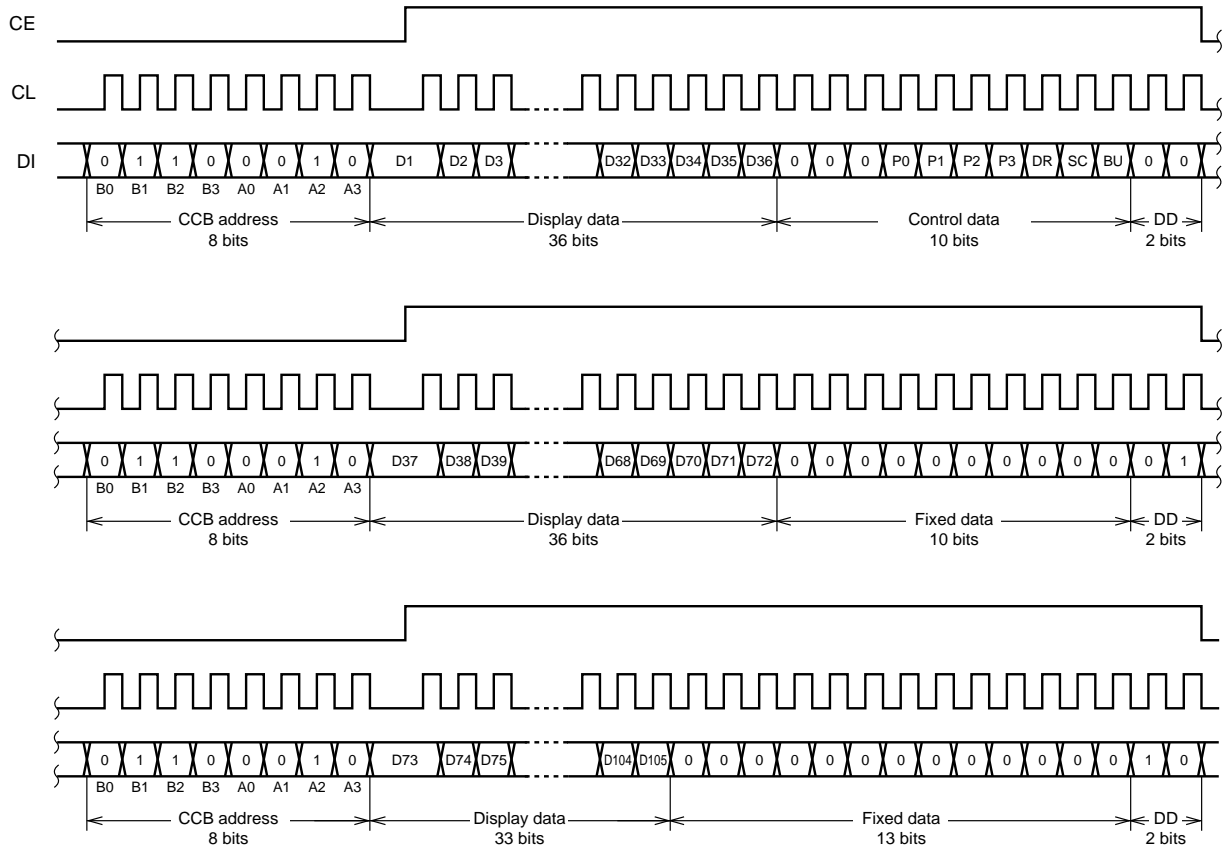 CE
CL
DI 0 1 1 0 0 0 1 0 D1 D2 D3 D32 D33 D34 D35 D36 0 0 0 P0 P1 P2 P3 DR SC BU 0 0
B0 B1 B2 B3 A0 A1 A2 A3
CCB address Display data Control data DD
8 bits 36 bits 10 bits 2 bits
0 1 1 0 0 0 1 0 D37 D38 D39 D68 D69 D70 D71 D72 0 0 0 0 0 0 0 0 0 0 0 1
B0 B1 B2 B3 A0 A1 A2 A3
CCB address Display data Fixed data DD
8 bits 36 bits 10 bits 2 bits
0 1 1 0 0 0 1 0 D73 D74 D75 D104 D105 0 0 0 0 0 0 0 0 0 0 0 0 0 1 0
B0 B1 B2 B3 A0 A1 A2 A3
CCB address Display data Fixed data DD
8 bits 33 bits 13 bits 2 bits